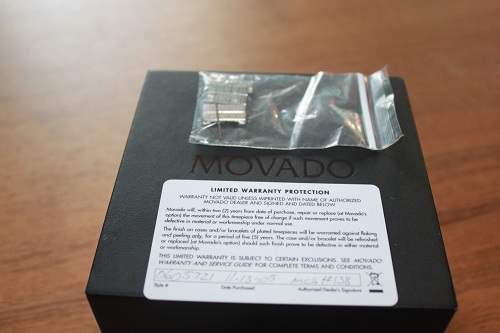 MOVADO
LIMITED WARRANTY PROTECTION
WARRANTY NOT VALID UNLESS IMPRINTED WITH NAME OF AUTHORIZED
MOVADO DEALER AND SIGNED AND DATED BELOW.
Movado will, within two (2) years from date of purchase, repair or replace (at Movado's
option) the movement of this timepiece free of charge if such movement proves to be
defective in material or workmanship under normal use.
The finish on cases and/or bracelets of plated timepieces will be warranted against flaking
and peeling only, for a period of five (5) years. The case and/or bracelet will be refinished
or replaced (at Movado's option) should such finish prove to be defective in either material
or workmanship.
THIS LIMITED WARRANTY IS SUBJECT TO CERTAIN EXCLUSIONS. SEE MOVADO
WARRANTY AND SERVICE GUIDE FOR COMPLETE TERMS AND CONDITIONS.
0605721 11-13-03
Style # Date Purchased Authorized Dealer's Signature